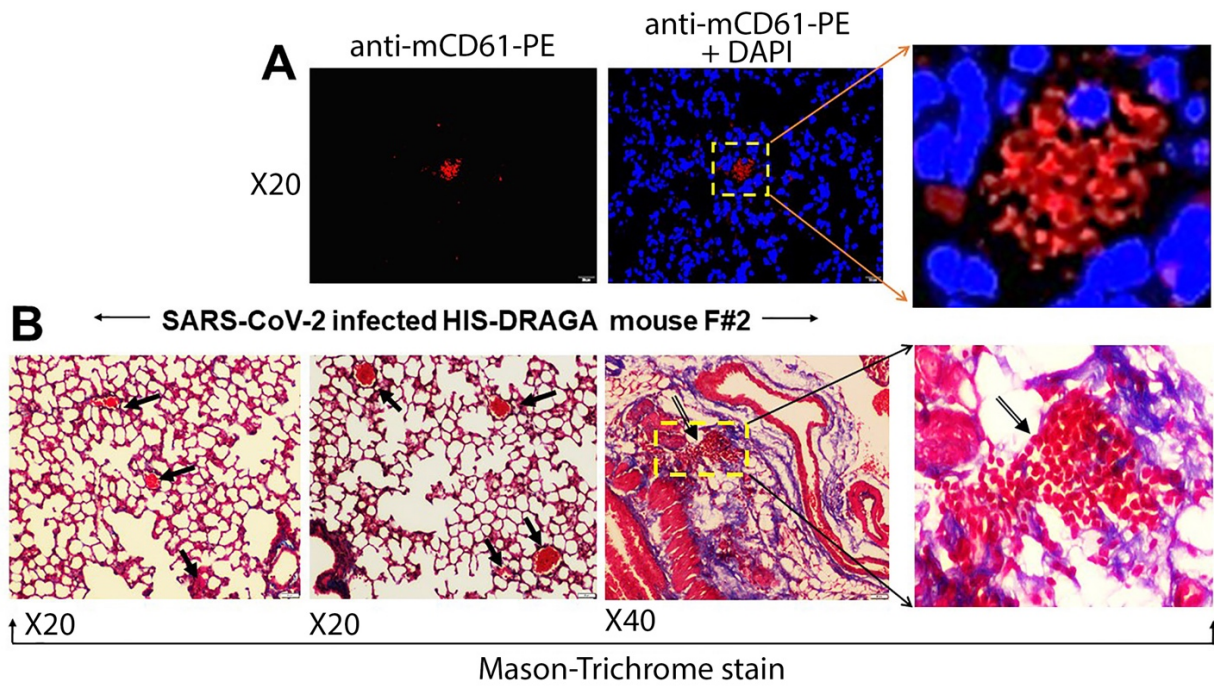 A
anti-mCD61-PE
anti-mCD61-PE
+ DAPI
X20
B
SARS-CoV-2 infected HIS-DRAGA mouse F#2
X20
X20
X40
Mason-Trichrome stain